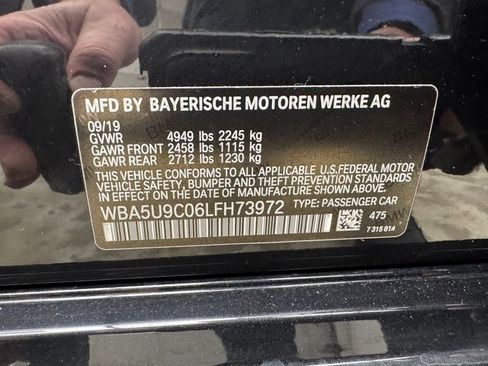 MFD BY BAYERISCHE MOTOREN WERKE AG
09/19
GVWR 4949 lbs 2245 kg
GAWR FRONT 2458 lbs 1115 kg
GAWR REAR 2712 lbs 1230 kg
THIS VEHICLE CONFORMS TO ALL APPLICABLE U.S.FEDERAL MOTOR
VEHICLE SAFETY, BUMPER AND THEFT PREVENTION STANDARDS
IN EFFECT ON THE DATE OF MANUFACTURE SHOWN ABOVE.
WBA5U9C06LFH73972 TYPE: PASSENGER CAR
475
7315814